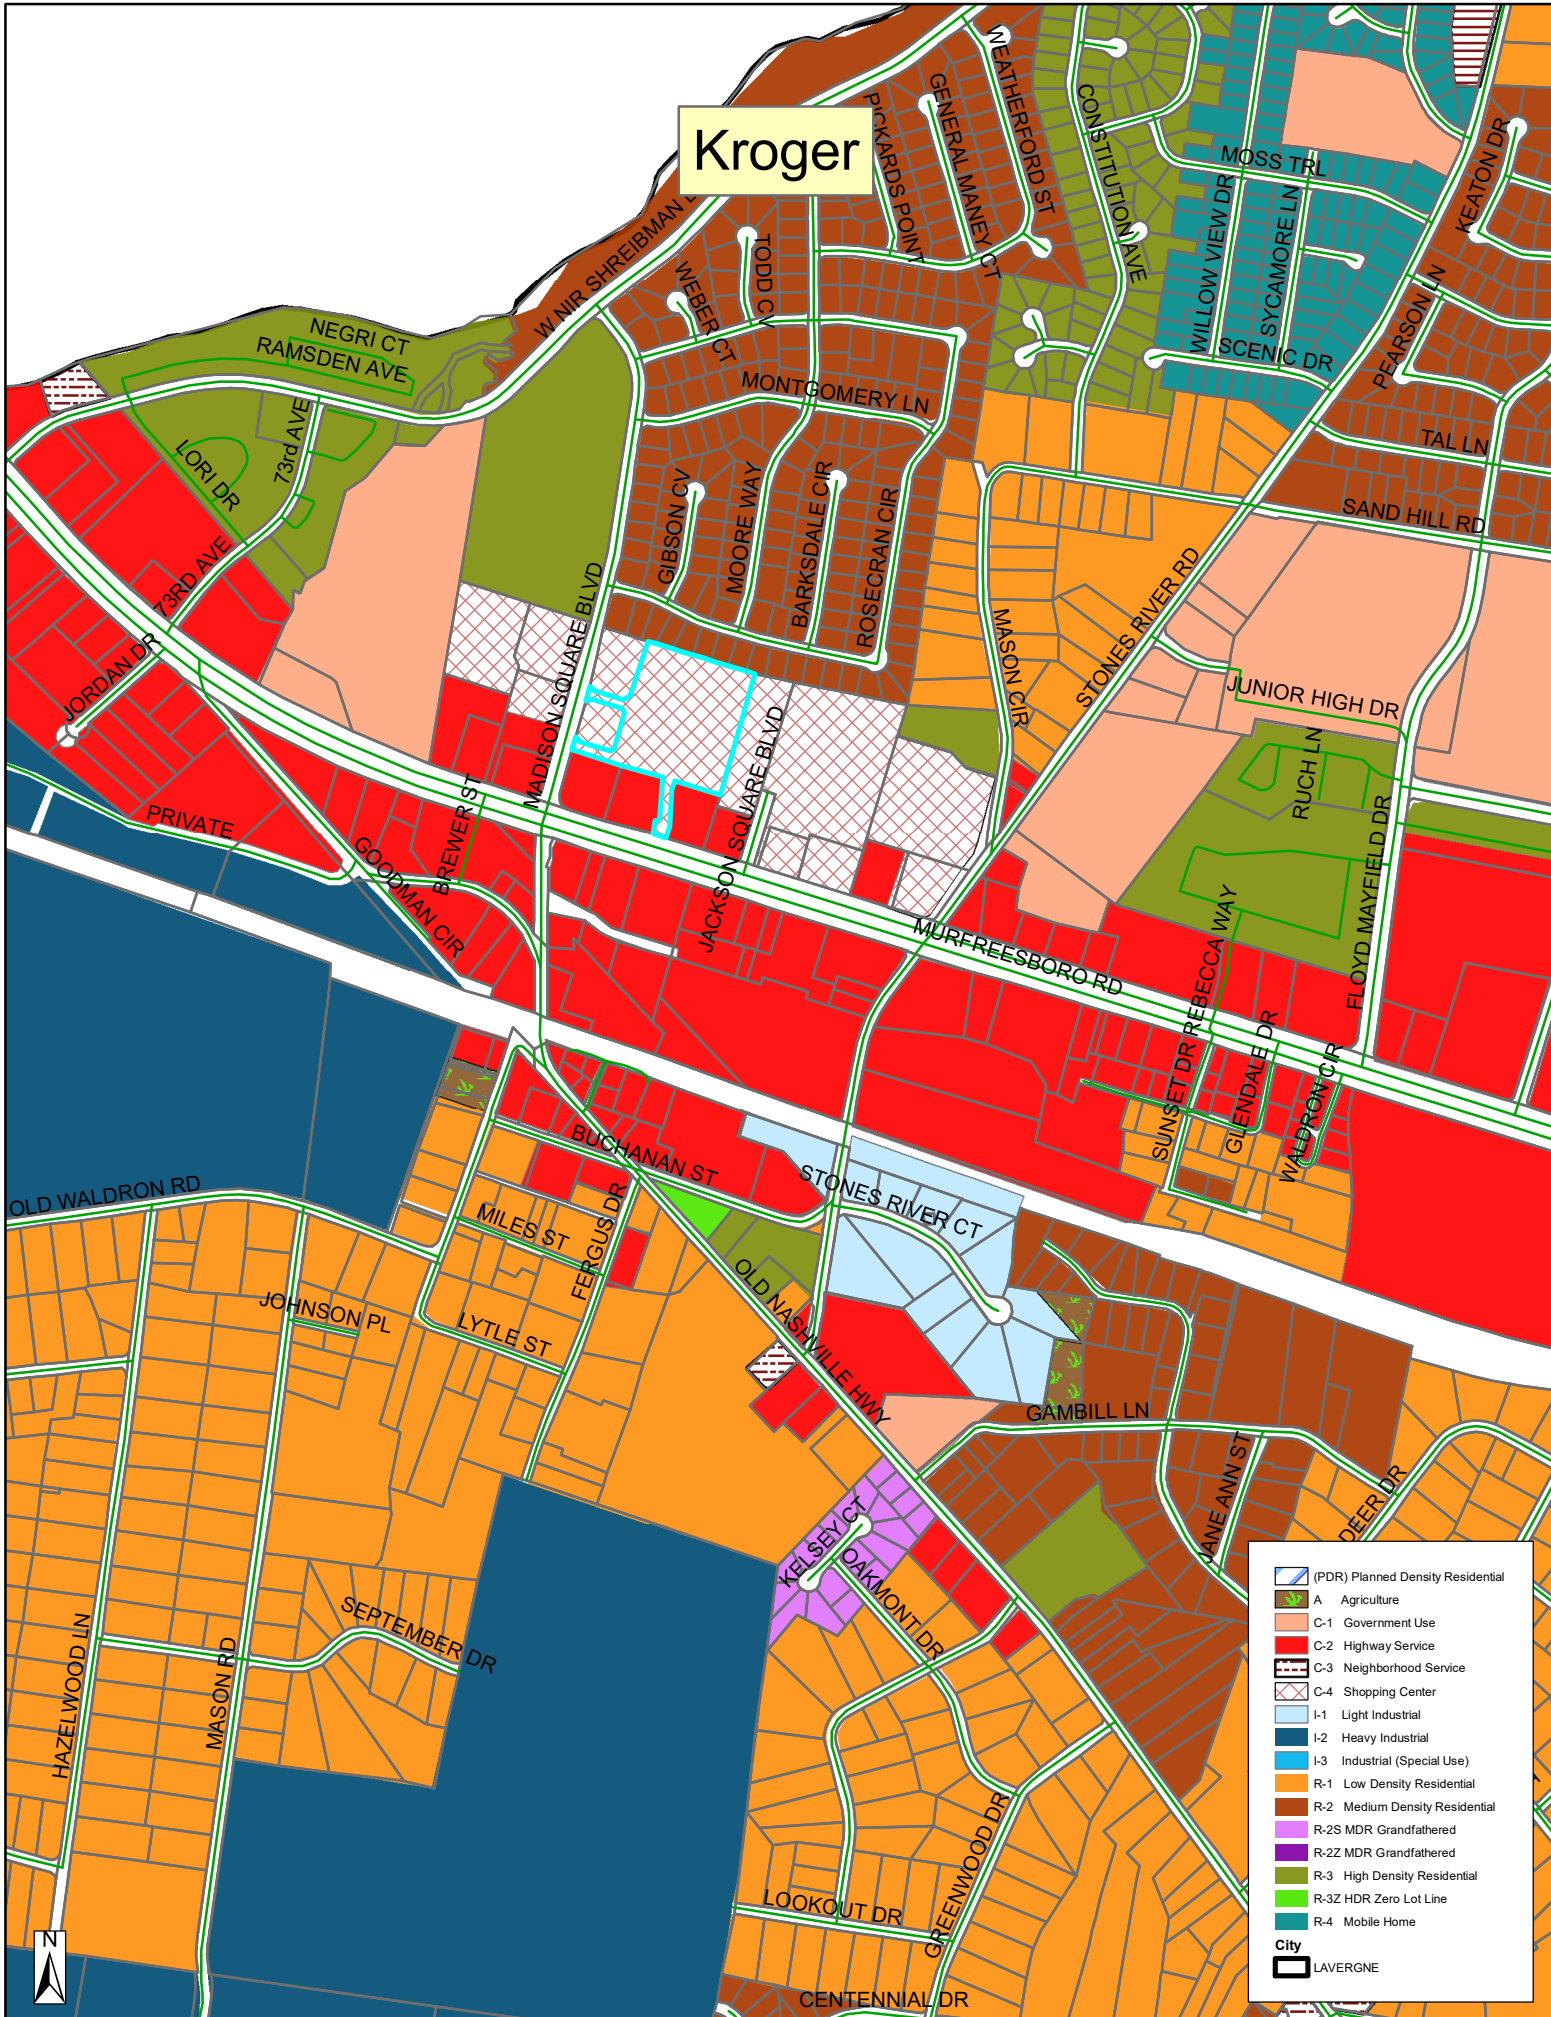 WEATHERFORD ST
GENERAL MANEY CT
PICKARDS POINT
CONSTITUTION AVE
Kroger
MOSS TRL
KEATON DR
WILLOW VIEW DR
SYCAMORE LN
W NIR SHREIBMAN
TODD CV
WEBER CT
PEARSON LN
NEGRI CT
RAMSDEN AVE
SCENIC DR
MONTGOMERY LN
73rd AVE
LORI DR
TAL LN
GIBSON CV
MOORE WAY
BARKSDALE CIR
ROSECRAN CIR
SAND HILL RD
73RD AVE
MADISON SQUARE BLVD
MASON CIR
STONES RIVER RD
JORDAN DR
JUNIOR HIGH DR
JACKSON SQUARE BLVD
RUCH LN
PRIVATE
BREWER ST
GOODMAN CIR
FLOYD MAYFIELD DR
REBECCA WAY
MURFREESBORO RD
SUNSET DR
GLENDALE DR
WALDRON CIR
BUCHANAN ST
STONES RIVER CT
OLD WALDRON RD
MILES ST
FERGUS DR
OLD NASHVILLE HWY
JOHNSON PL
LYTLE ST
GAMBILL LN
JANE ANN ST
DEER DR
KELSEY CT
OAKMONT DR
SEPTEMBER DR
HAZELWOOD LN
MASON RD
GREENWOOD DR
LOOKOUT DR
CENTENNIAL DR
N
(PDR) Planned Density Residential
A Agriculture
C-1 Government Use
C-2 Highway Service
C-3 Neighborhood Service
C-4 Shopping Center
I-1 Light Industrial
I-2 Heavy Industrial
I-3 Industrial (Special Use)
R-1 Low Density Residential
R-2 Medium Density Residential
R-2S MDR Grandfathered
R-2Z MDR Grandfathered
R-3 High Density Residential
R-3Z HDR Zero Lot Line
R-4 Mobile Home
City
LAVERGNE